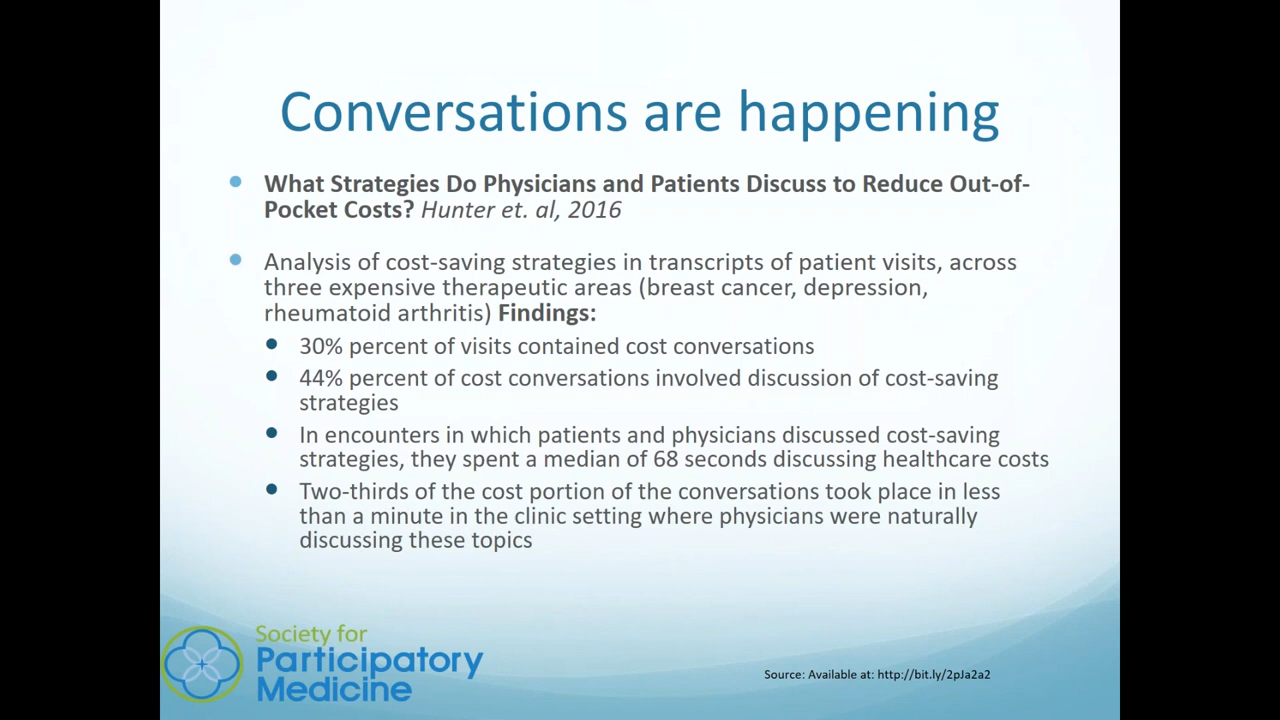 Conversations are happening
What Strategies Do Physicians and Patients Discuss to Reduce Out-of-
Pocket Costs? Hunter et. al, 2016
Analysis of cost-saving strategies in transcripts of patient visits, across
three expensive therapeutic areas (breast cancer, depression,
rheumatoid arthritis) Findings:
30% percent of visits contained cost conversations
44% percent of cost conversations involved discussion of cost-saving
strategies
In encounters in which patients and physicians discussed cost-saving
strategies, they spent a median of 68 seconds discussing healthcare costs
Two-thirds of the cost portion of the conversations took place in less
than a minute in the clinic setting where physicians were naturally
discussing these topics
Society for
Participatory
Medicine
Source: Available at: http://bit.ly/2pJa2a2